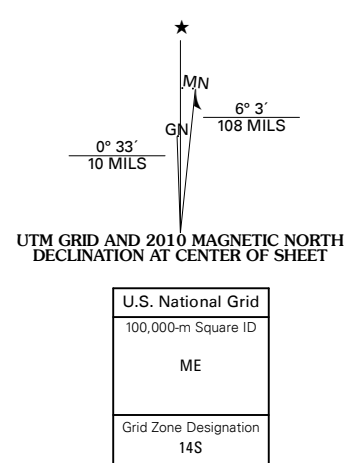 ★
MN
GN
6° 3´
108 MILS
0° 33´
10 MILS
UTM GRID AND 2010 MAGNETIC NORTH
DECLINATION AT CENTER OF SHEET
U.S. National Grid
100,000-m Square ID
ME
Grid Zone Designation
14S